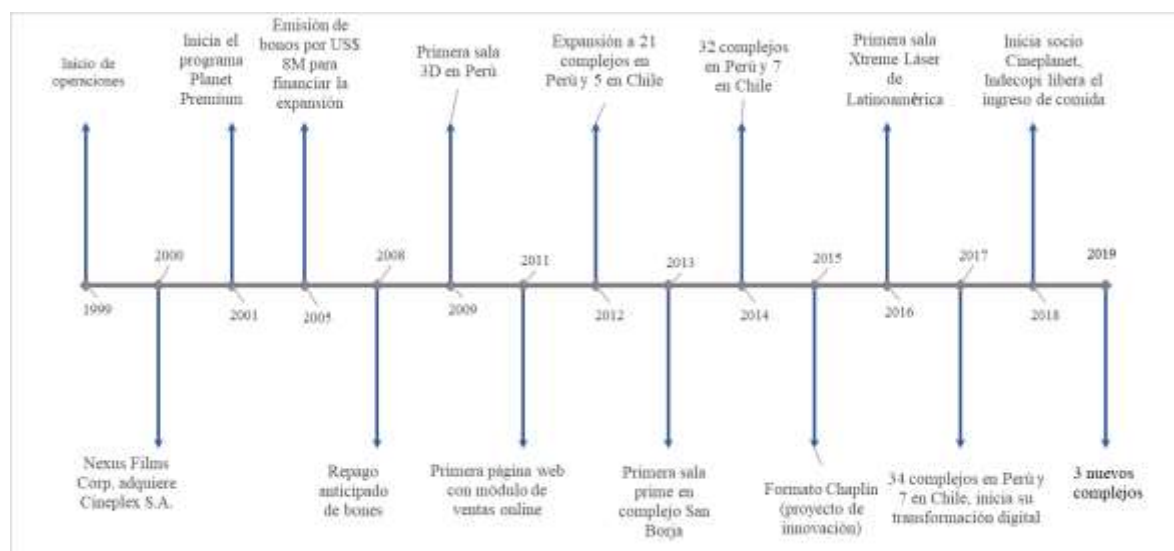 Inicio de
operaciones
Inicia el
programa
Planet
Premium
Emisión de
bonos por US$
8M para
financiar la
expansión
Primera sala
3D en Perú
Expansión a 21
complejos en
Perú y 5 en Chile
32 complejos
en Perú y 7
en Chile
Primera sala
Xtreme Láser de
Latinoamérica
Inicia socio
Cineplanet,
Indecopi libera el
ingreso de comida
2000
2008
2011
2013
2015
2017
2019
1999
2001
2005
2009
2012
2014
2016
2018
Nexus Films
Corp. adquiere
Cineplex S.A.
Repago
anticipado
de bones
Primera página web
con módulo de
ventas online
Primera sala
prime en
complejo San
Borja
Formato Chaplin
(proyecto de
innovación)
34 complejos en Perú y
7 en Chile, inicia su
transformación digital
3 nuevos
complejos